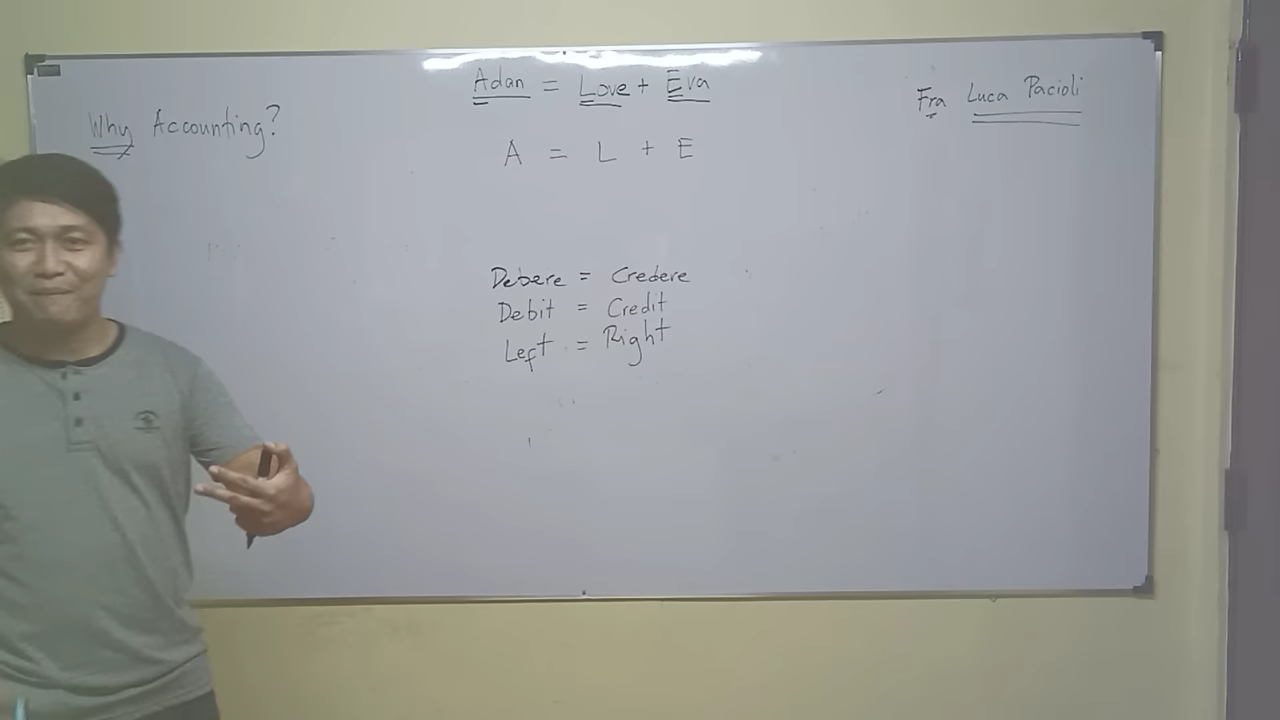 Why Accounting?
Adan = Love + Eva
A = L + E
Debere = Credere
Debit = Credit
Left = Right
Fra Luca Pacioli